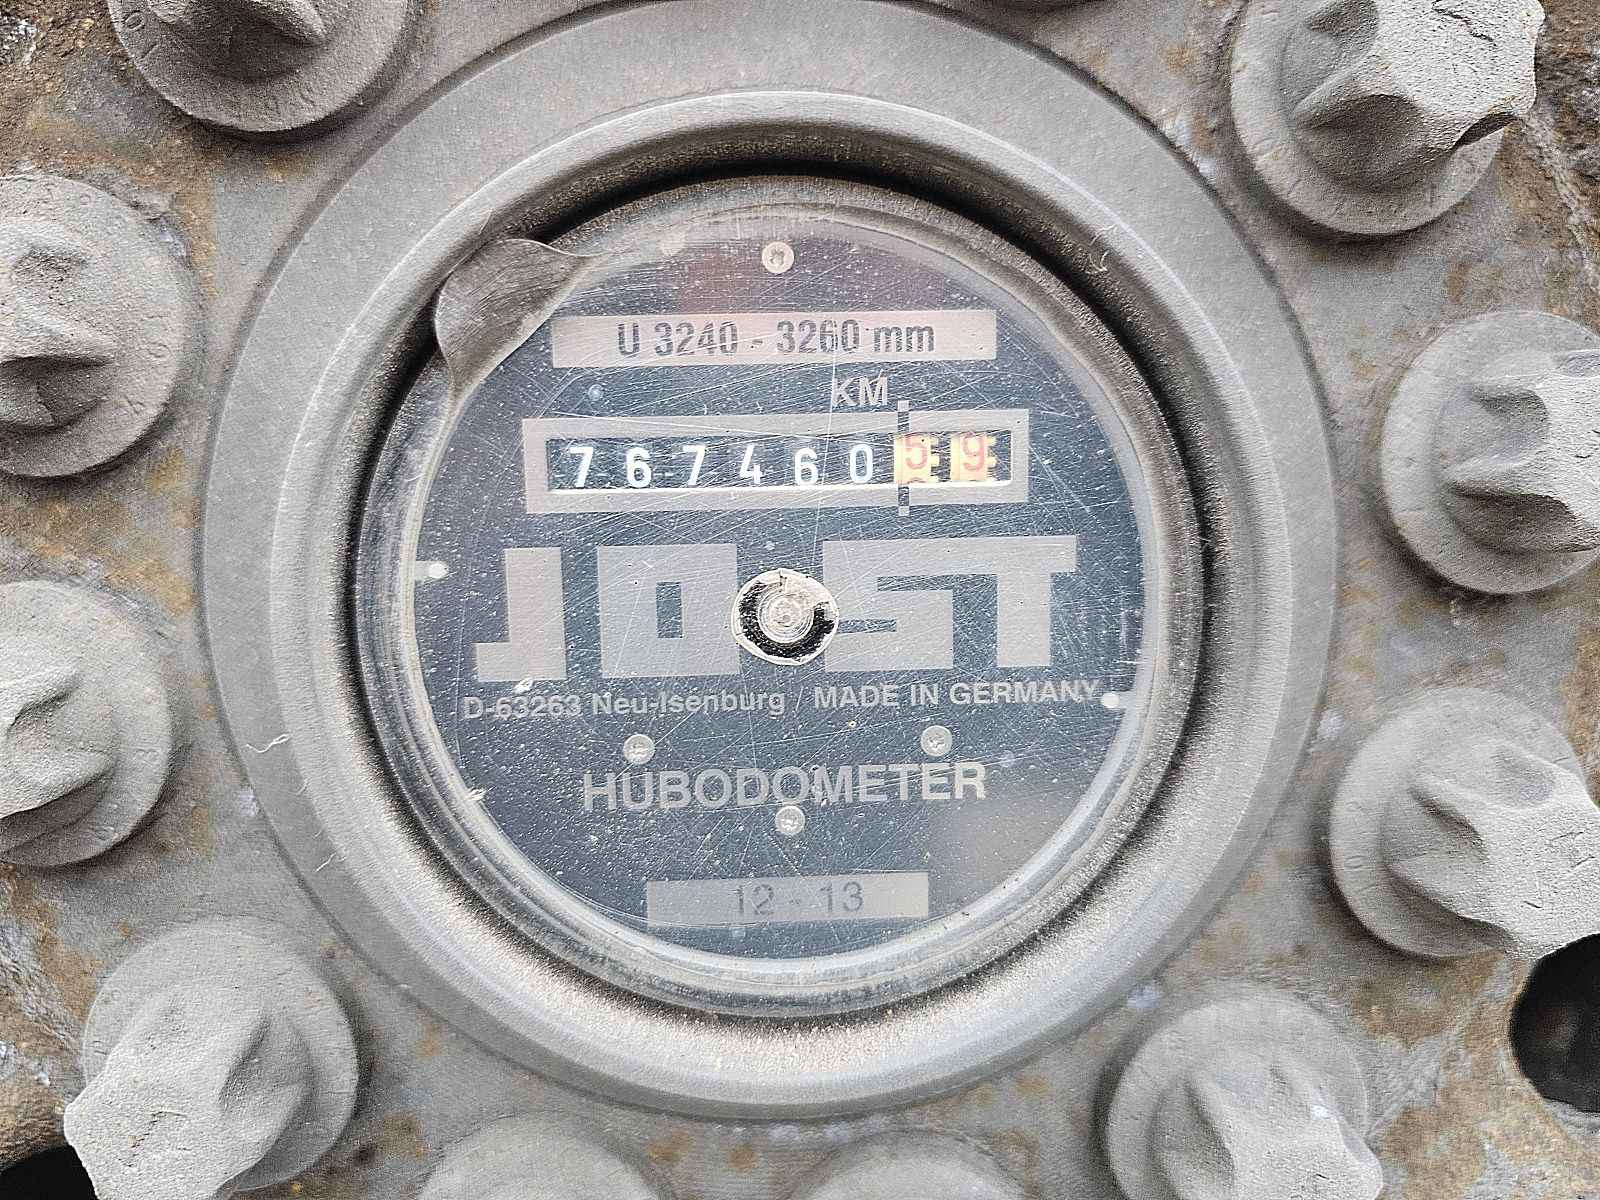 U 3240 - 3260 mm
KM
76746059
JOST
D-63263 Neu-Isenburg / MADE IN GERMANY
HUBODOMETER
12 - 13